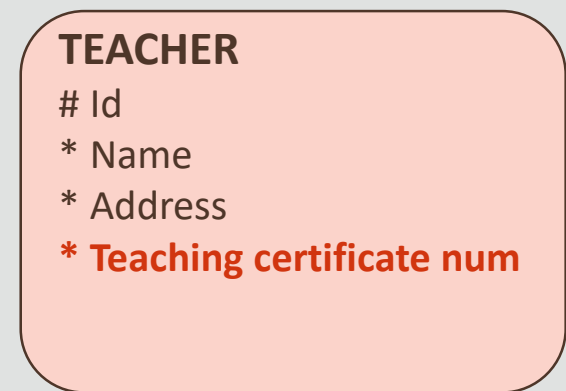 TEACHER
# Id
* Name
* Address
* Teaching certificate num